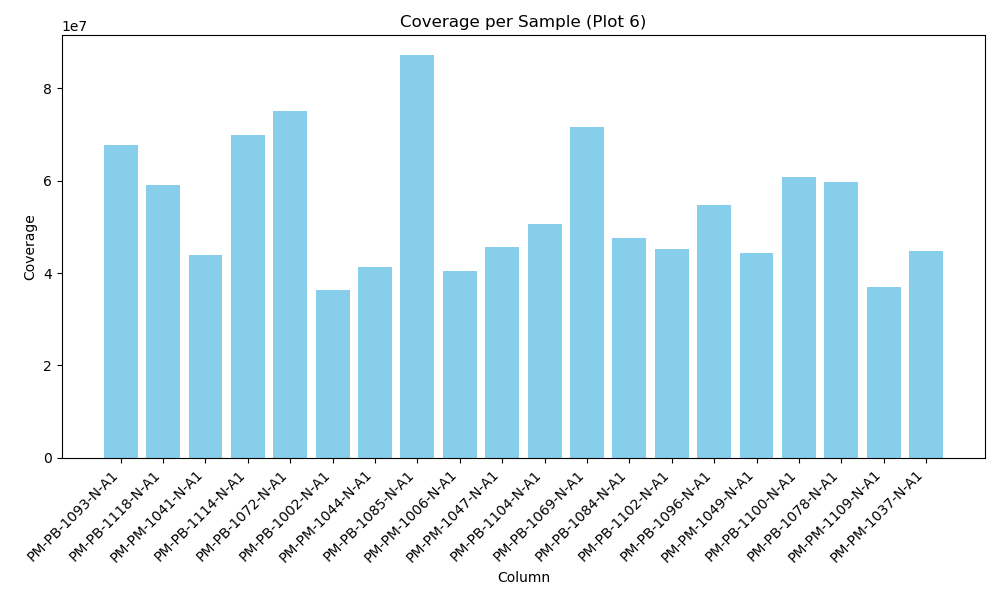 Coverage per Sample (Plot 6)
1e7
8
6
4
2
0
Coverage
PM-PB-1093-N-A1
PM-PB-1118-N-A1
PM-PM-1041-N-A1
PM-PB-1114-N-A1
PM-PB-1072-N-A1
PM-PB-1002-N-A1
PM-PM-1044-N-A1
PM-PB-1085-N-A1
PM-PM-1006-N-A1
PM-PM-1047-N-A1
PM-PB-1104-N-A1
PM-PB-1069-N-A1
PM-PB-1084-N-A1
PM-PB-1102-N-A1
PM-PB-1096-N-A1
PM-PM-1049-N-A1
PM-PB-1100-N-A1
PM-PB-1078-N-A1
PM-PM-1109-N-A1
PM-PM-1037-N-A1
Column